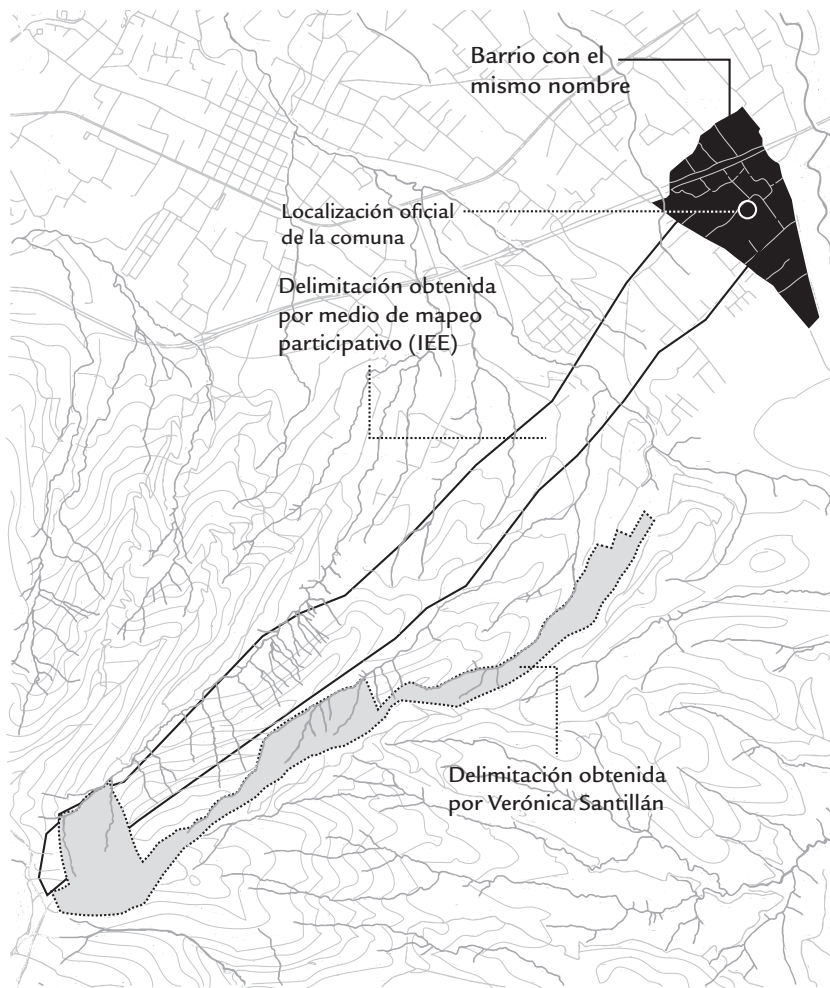 Barrio con el
mismo nombre
Localización oficial
de la comuna
Delimitación obtenida
por medio de mapeo
participativo (IEE)
Delimitación obtenida
por Verónica Santillán